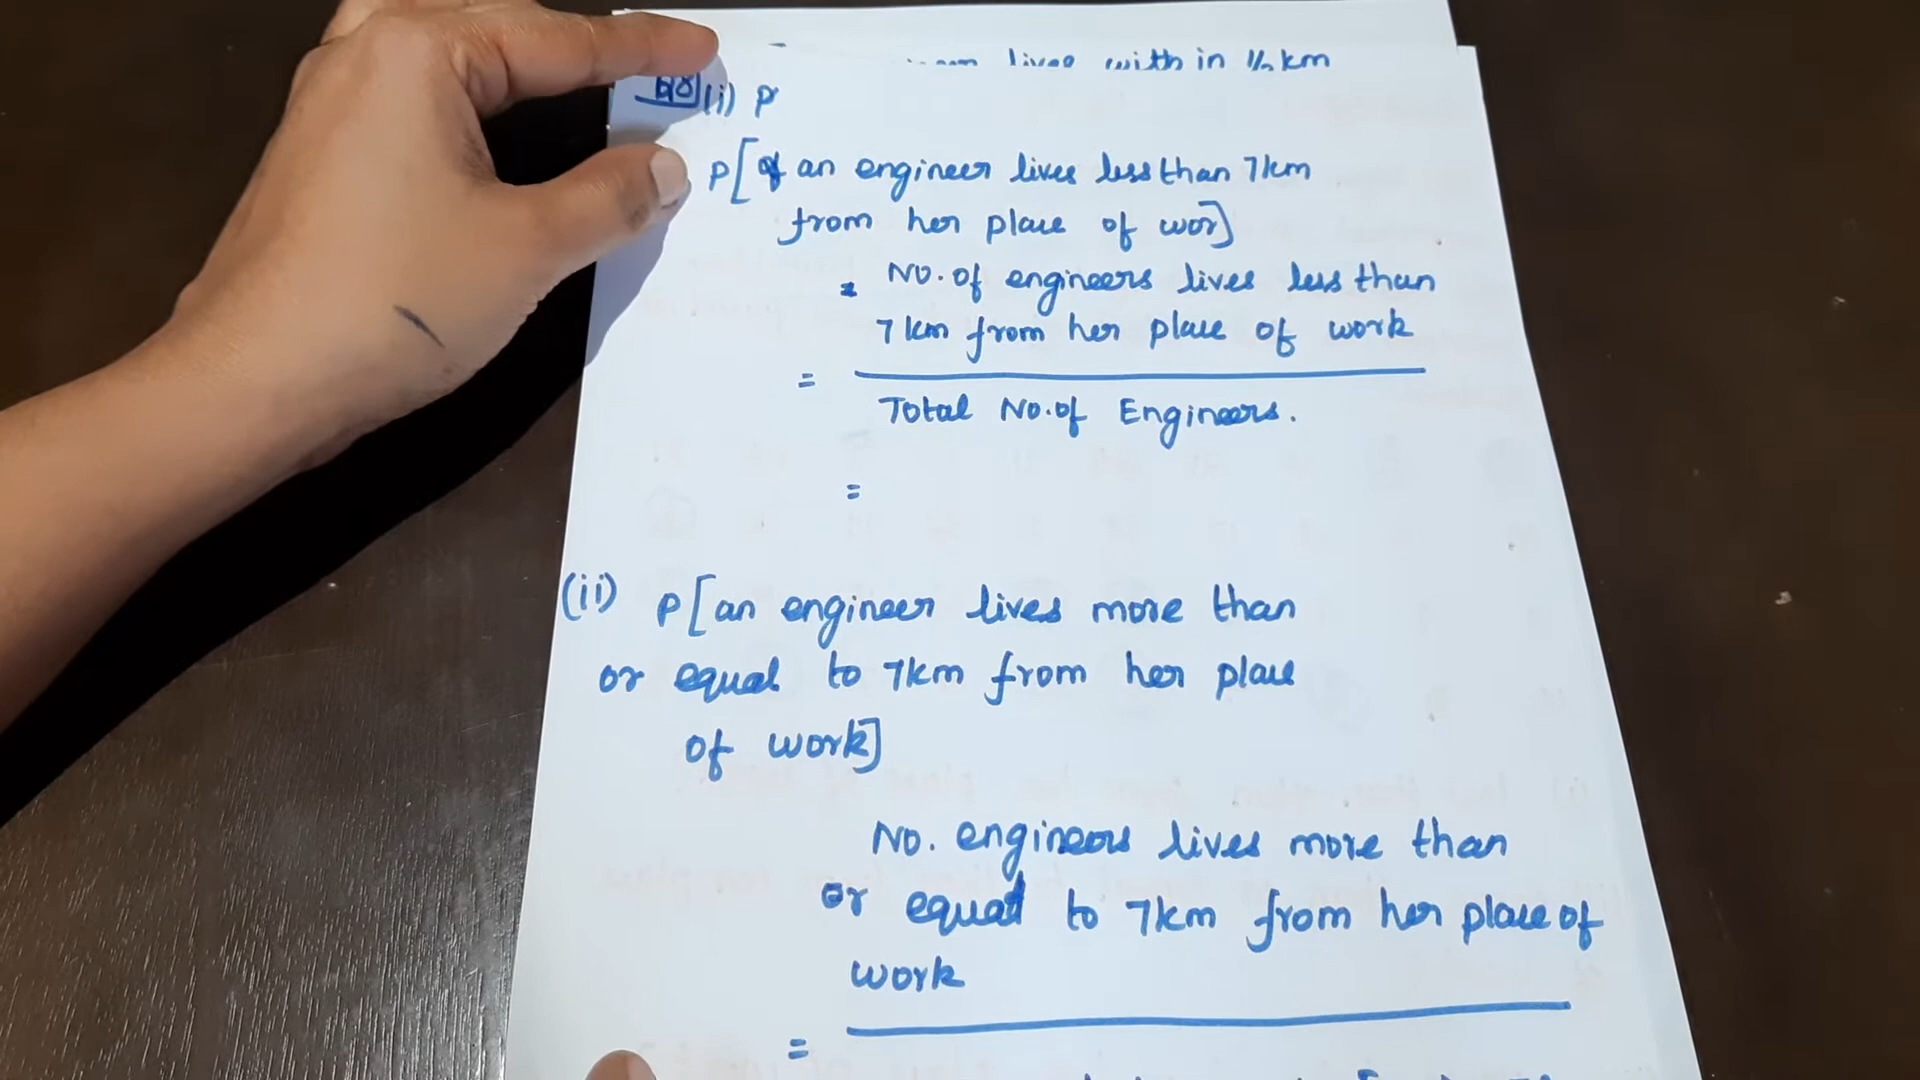 lives with in 1/2 km
Q8 (i) P
P[of an engineer lives less than 7km
from her place of wor]
= No. of engineers lives less than
7 km from her place of work
=
Total No. of Engineers.
=
(ii) P[an engineer lives more than
or equal to 7km from her place
of work]
No. engineers lives more than
or equal to 7km from her place of
work
=